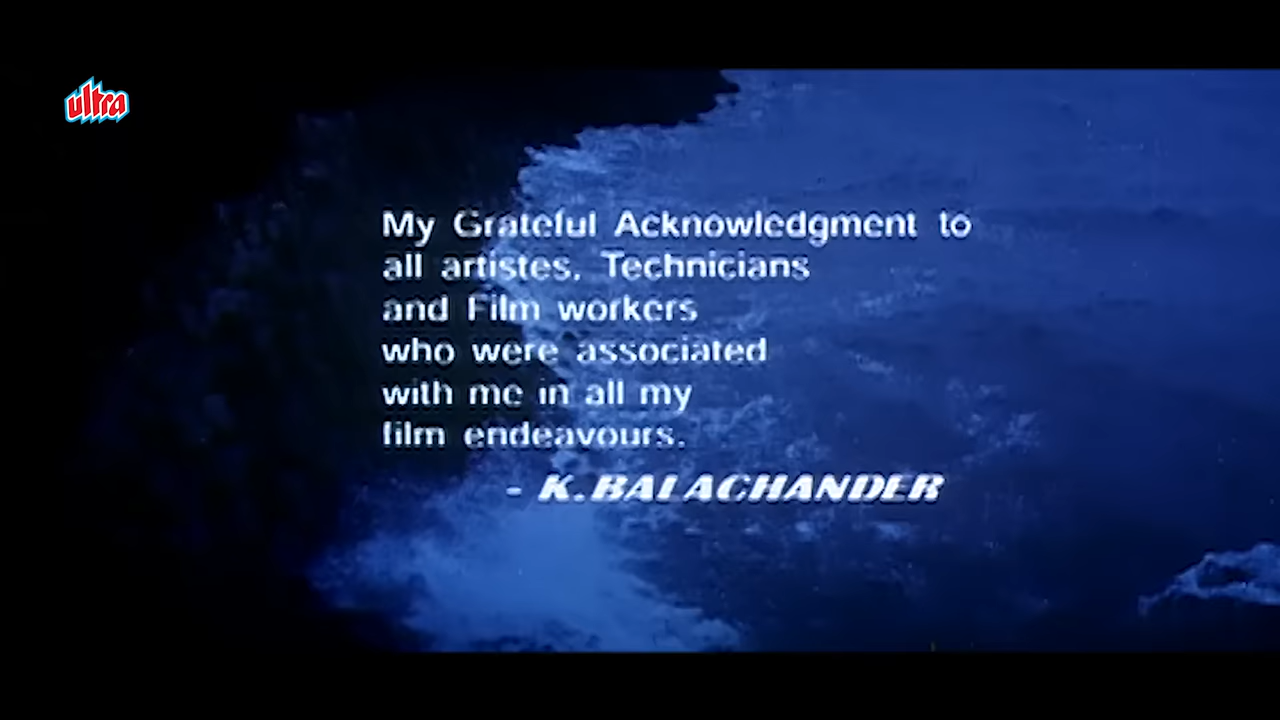 ultra
My Grateful Acknowledgment to
all artistes, Technicians
and Film workers
who were associated
with me in all my
film endeavours.
- K.BALACHANDER